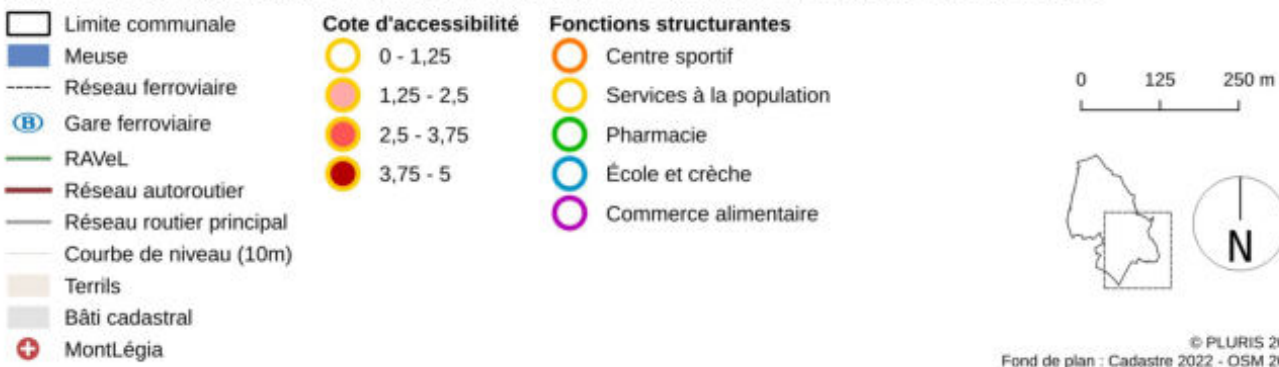 Limite communale
Meuse
Réseau ferroviaire
B
Gare ferroviaire
RAVeL
Réseau autoroutier
Réseau routier principal
Courbe de niveau (10m)
Terrils
Bâti cadastral
MontLégia
Cote d'accessibilité
0 - 1,25
1,25 - 2,5
2,5 - 3,75
3,75 - 5
Fonctions structurantes
Centre sportif
Services à la population
Pharmacie
École et crèche
Commerce alimentaire
0 125 250 m
N
© PLURIS 20
Fond de plan : Cadastre 2022 - OSM 20